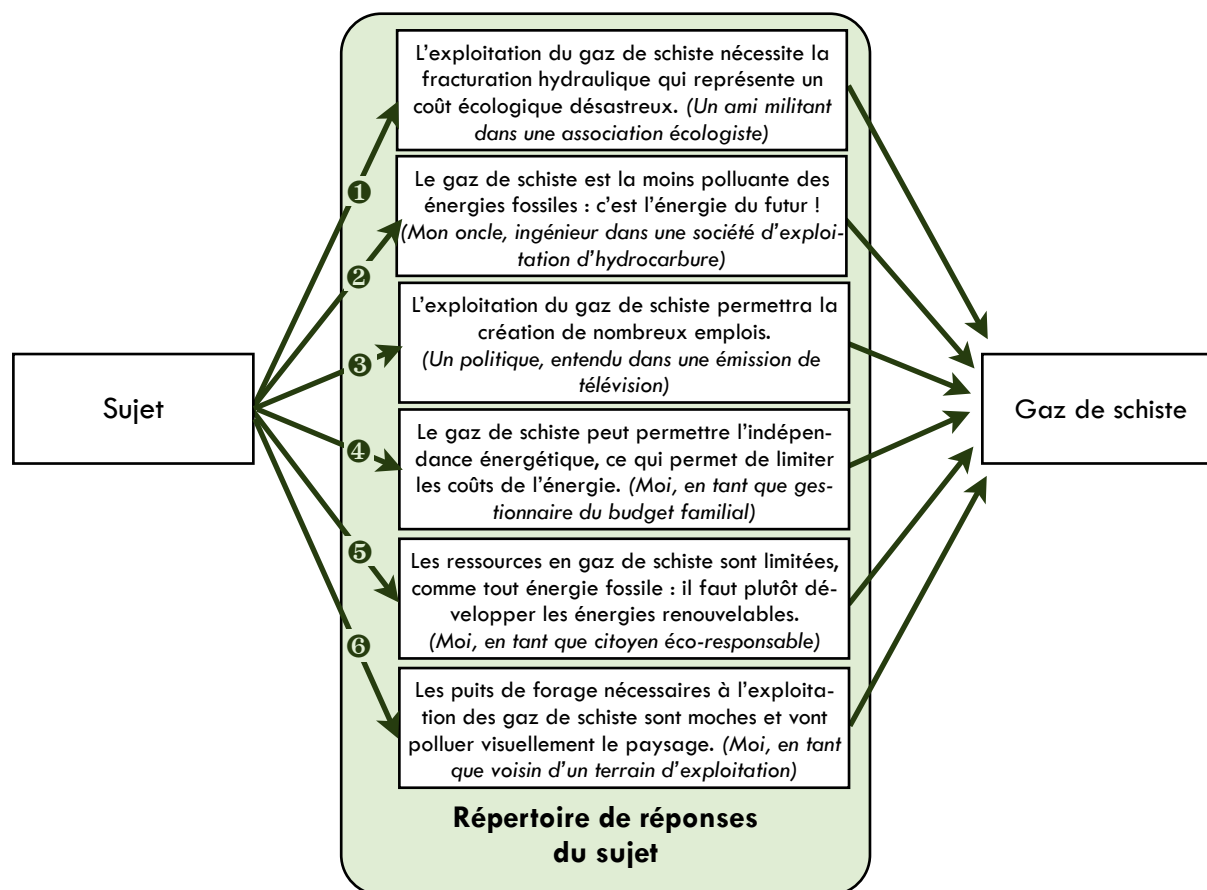 L'exploitation du gaz de schiste nécessite la
fracturation hydraulique qui représente un
coût écologique désastreux. (Un ami militant
dans une association écologiste)
❶
Le gaz de schiste est la moins polluante des
énergies fossiles : c'est l'énergie du futur !
(Mon oncle, ingénieur dans une société d'exploi-
tation d'hydrocarbure)
❷
L'exploitation du gaz de schiste permettra la
création de nombreux emplois.
(Un politique, entendu dans une émission de
télévision)
❸
Sujet
Gaz de schiste
Le gaz de schiste peut permettre l'indépen-
dance énergétique, ce qui permet de limiter
les coûts de l'énergie. (Moi, en tant que ges-
tionnaire du budget familial)
❹
Les ressources en gaz de schiste sont limitées,
comme tout énergie fossile : il faut plutôt dé-
velopper les énergies renouvelables.
(Moi, en tant que citoyen éco-responsable)
❺
❻
Les puits de forage nécessaires à l'exploita-
tion des gaz de schiste sont moches et vont
polluer visuellement le paysage. (Moi, en tant
que voisin d'un terrain d'exploitation)
Répertoire de réponses
du sujet